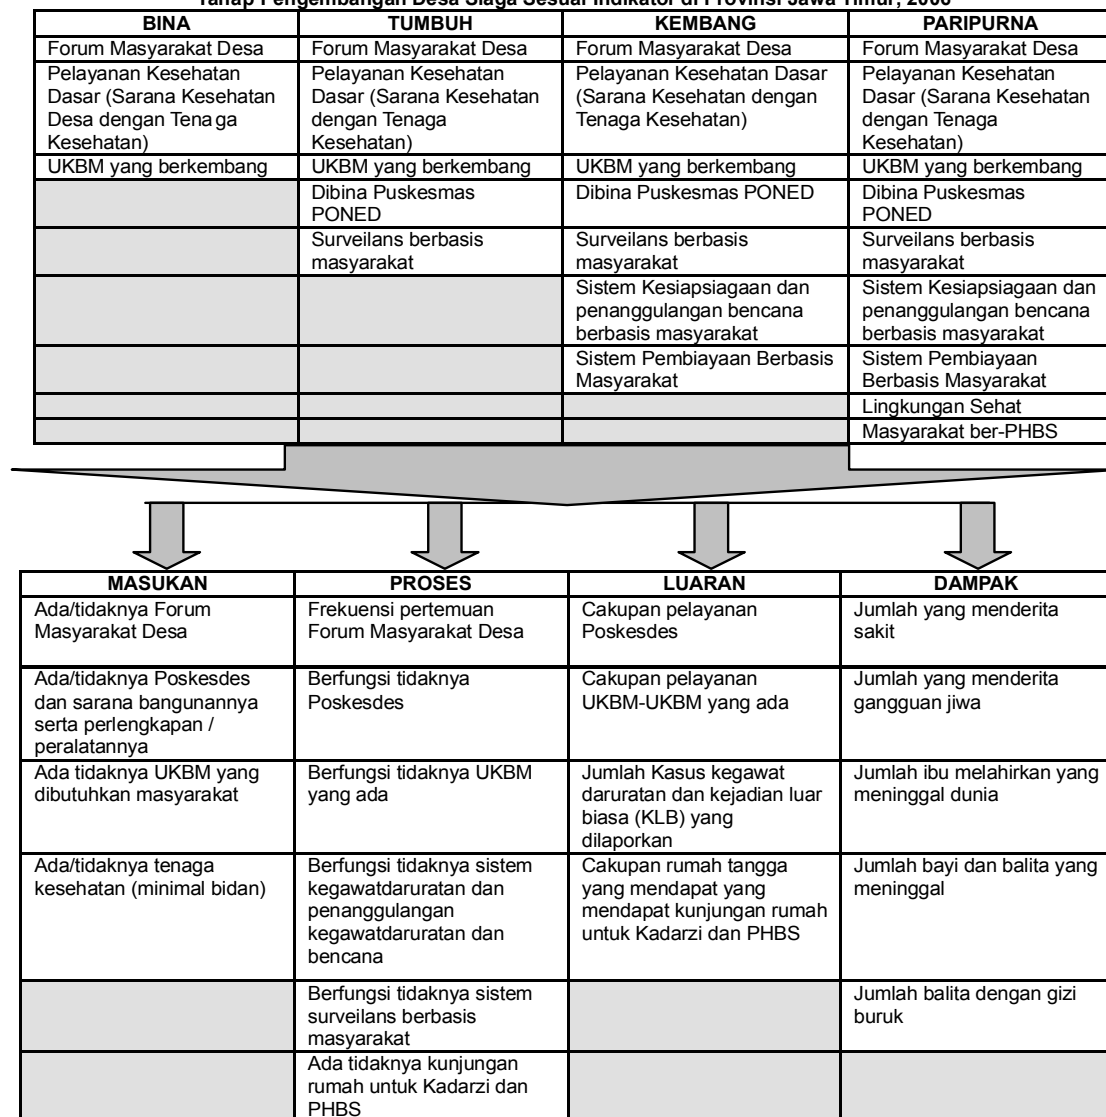 Tahap Pengembangan Desa Siaga Sesuai Indikator di Provinsi Jawa Timur, 2006
BINA
TUMBUH
KEMBANG
PARIPURNA
Forum Masyarakat Desa
Forum Masyarakat Desa
Forum Masyarakat Desa
Forum Masyarakat Desa
Pelayanan Kesehatan
Dasar (Sarana Kesehatan
Desa dengan Tenaga
Kesehatan)
Pelayanan Kesehatan
Dasar (Sarana Kesehatan
dengan Tenaga
Kesehatan)
Pelayanan Kesehatan Dasar
(Sarana Kesehatan dengan
Tenaga Kesehatan)
Pelayanan Kesehatan
Dasar (Sarana Kesehatan
dengan Tenaga
Kesehatan)
UKBM yang berkembang
UKBM yang berkembang
UKBM yang berkembang
UKBM yang berkembang
Dibina Puskesmas
PONED
Dibina Puskesmas PONED
Dibina Puskesmas
PONED
Surveilans berbasis
masyarakat
Surveilans berbasis
masyarakat
Surveilans berbasis
masyarakat
Sistem Kesiapsiagaan dan
penanggulangan bencana
berbasis masyarakat
Sistem Kesiapsiagaan dan
penanggulangan bencana
berbasis masyarakat
Sistem Pembiayaan Berbasis
Masyarakat
Sistem Pembiayaan
Berbasis Masyarakat
Lingkungan Sehat
Masyarakat ber-PHBS
MASUKAN
PROSES
LUARAN
DAMPAK
Ada/tidaknya Forum
Masyarakat Desa
Frekuensi pertemuan
Forum Masyarakat Desa
Cakupan pelayanan
Poskesdes
Jumlah yang menderita
sakit
Ada/tidaknya Poskesdes
dan sarana bangunannya
serta perlengkapan /
peralatannya
Berfungsi tidaknya
Poskesdes
Cakupan pelayanan
UKBM-UKBM yang ada
Jumlah yang menderita
gangguan jiwa
Ada tidaknya UKBM yang
dibutuhkan masyarakat
Berfungsi tidaknya UKBM
yang ada
Jumlah Kasus kegawat
daruratan dan kejadian luar
biasa (KLB) yang
dilaporkan
Jumlah ibu melahirkan yang
meninggal dunia
Ada/tidaknya tenaga
kesehatan (minimal bidan)
Berfungsi tidaknya sistem
kegawatdaruratan dan
penanggulangan
kegawatdaruratan dan
bencana
Cakupan rumah tangga
yang mendapat yang
mendapat kunjungan rumah
untuk Kadarzi dan PHBS
Jumlah bayi dan balita yang
meninggal
Berfungsi tidaknya sistem
surveilans berbasis
masyarakat
Jumlah balita dengan gizi
buruk
Ada tidaknya kunjungan
rumah untuk Kadarzi dan
PHBS